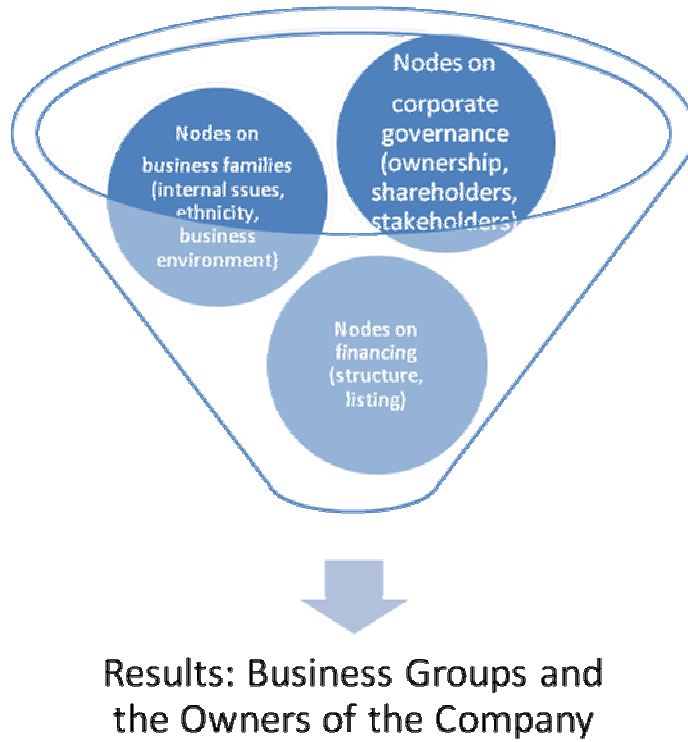 Nodes on
corporate
governance
(ownership,
shareholders,
stakeholders)
Nodes on
business families
(internal ssues,
ethnicity,
business
environment)
Nodes on
financing
(structure,
listing)
Results: Business Groups and
the Owners of the Company